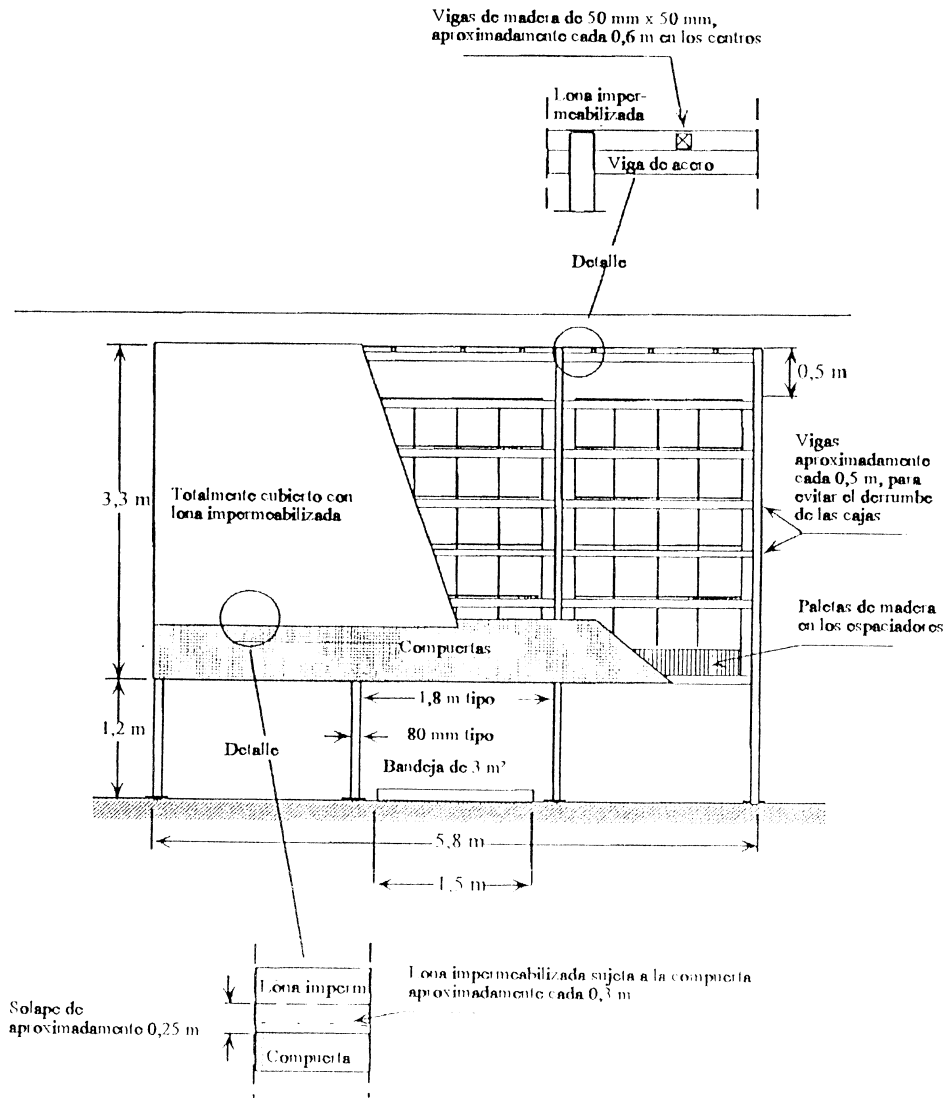 Vigas de madera de 50 mm x 50 mm,
aproximadamente cada 0,6 m en los centros
Lona imper-
meabilizada
Viga de acero
Detalle
0,5 m
3,3 m
Totalmente cubierto con
lona impermeabilizada
Vigas
aproximadamente
cada 0,5 m, para
evitar el derrumbe
de las cajas
Paletas de madera
en los espaciadores
Compuertas
1,2 m
1,8 m tipo
Detalle
80 mm tipo
Bandeja de 3 m²
5,8 m
1,5 m
Lona imperm
Lona impermeabilizada sujeta a la compuerta
aproximadamente cada 0,3 m
Solape de
aproximadamente 0,25 m
Compuerta